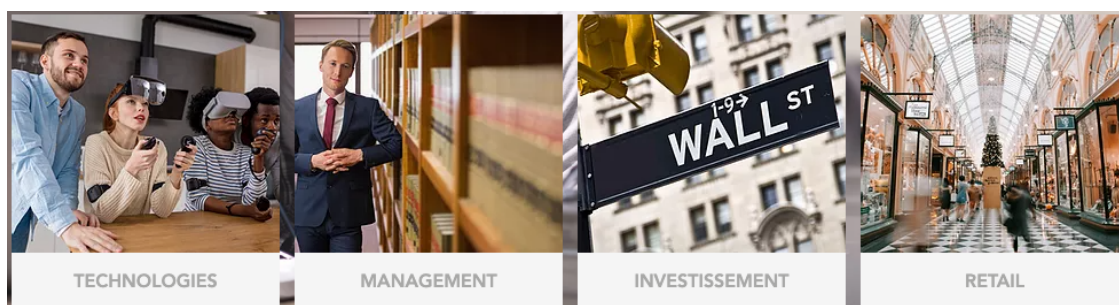 1-9→
WALL ST
TECHNOLOGIES
MANAGEMENT
INVESTISSEMENT
RETAIL